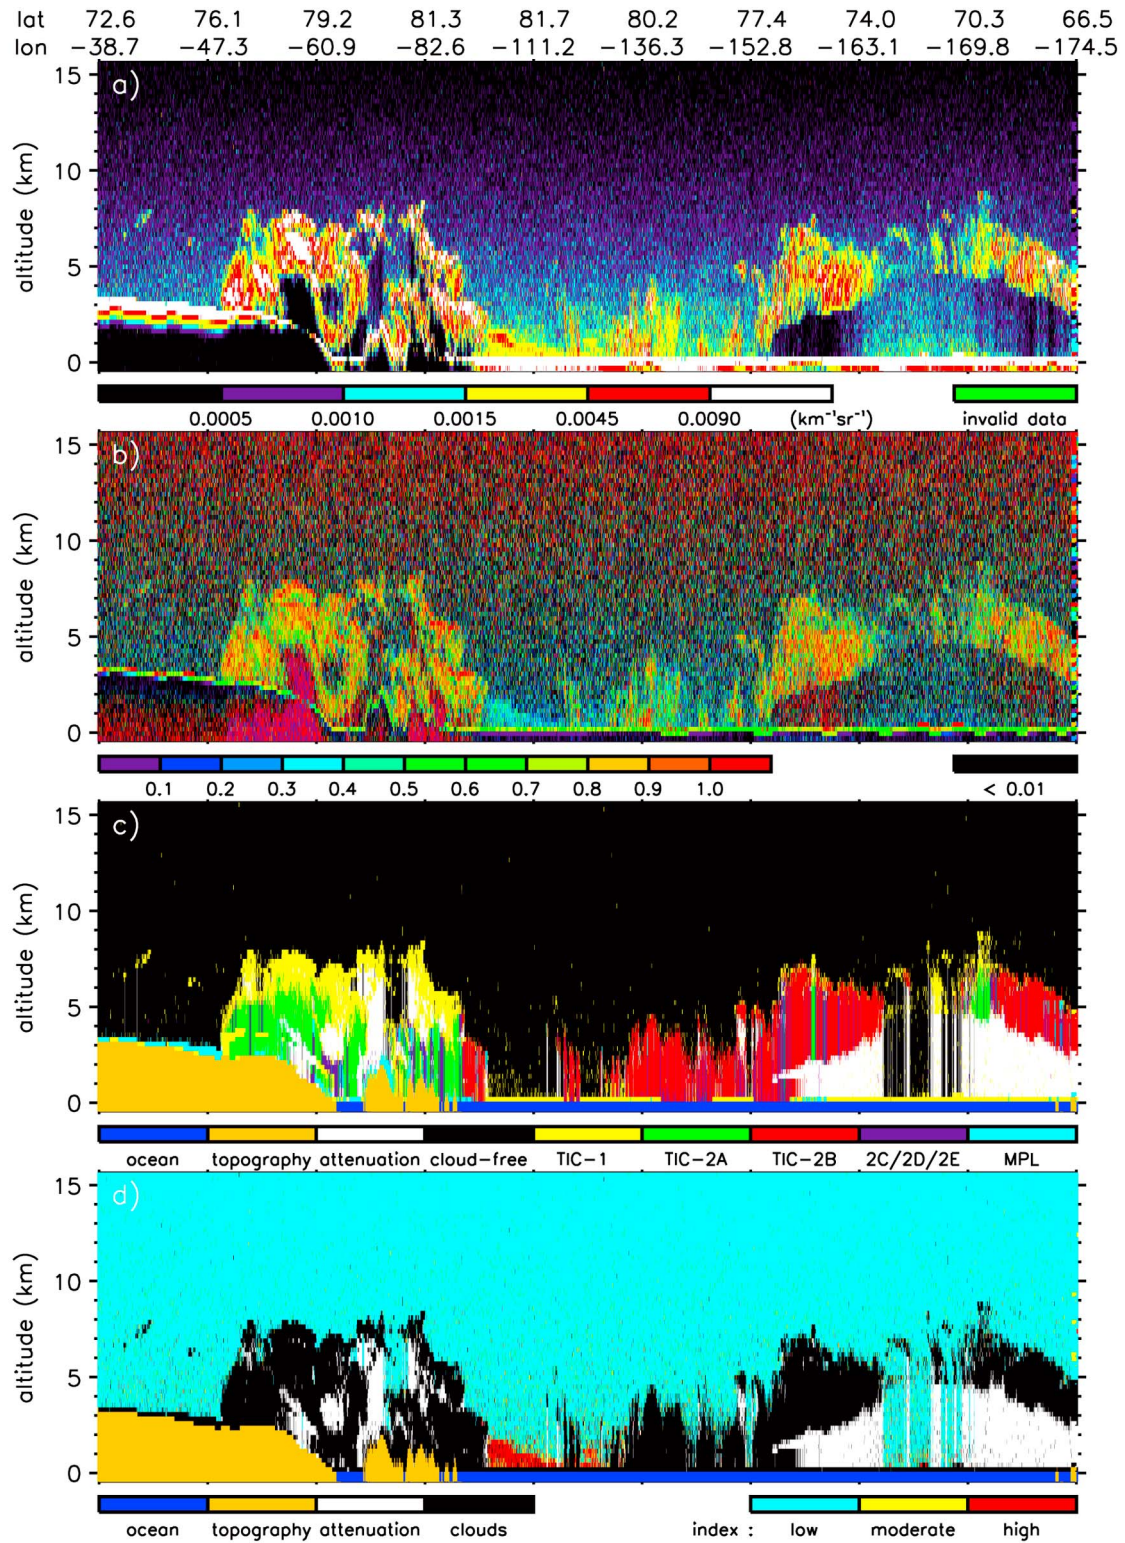 lat 72.6 76.1 79.2 81.3 81.7 80.2 77.4 74.0 70.3 66.5
lon −38.7 −47.3 −60.9 −82.6 −111.2 −136.3 −152.8 −163.1 −169.8 −174.5
a)
15
10
5
0
altitude (km)
0.0005 0.0010 0.0015 0.0045 0.0090 (km⁻¹sr⁻¹) invalid data
b)
15
10
5
0
altitude (km)
0.1 0.2 0.3 0.4 0.5 0.6 0.7 0.8 0.9 1.0 < 0.01
c)
15
10
5
0
altitude (km)
ocean topography attenuation cloud−free TIC−1 TIC−2A TIC−2B 2C/2D/2E MPL
d)
15
10
5
0
altitude (km)
ocean topography attenuation clouds index : low moderate high